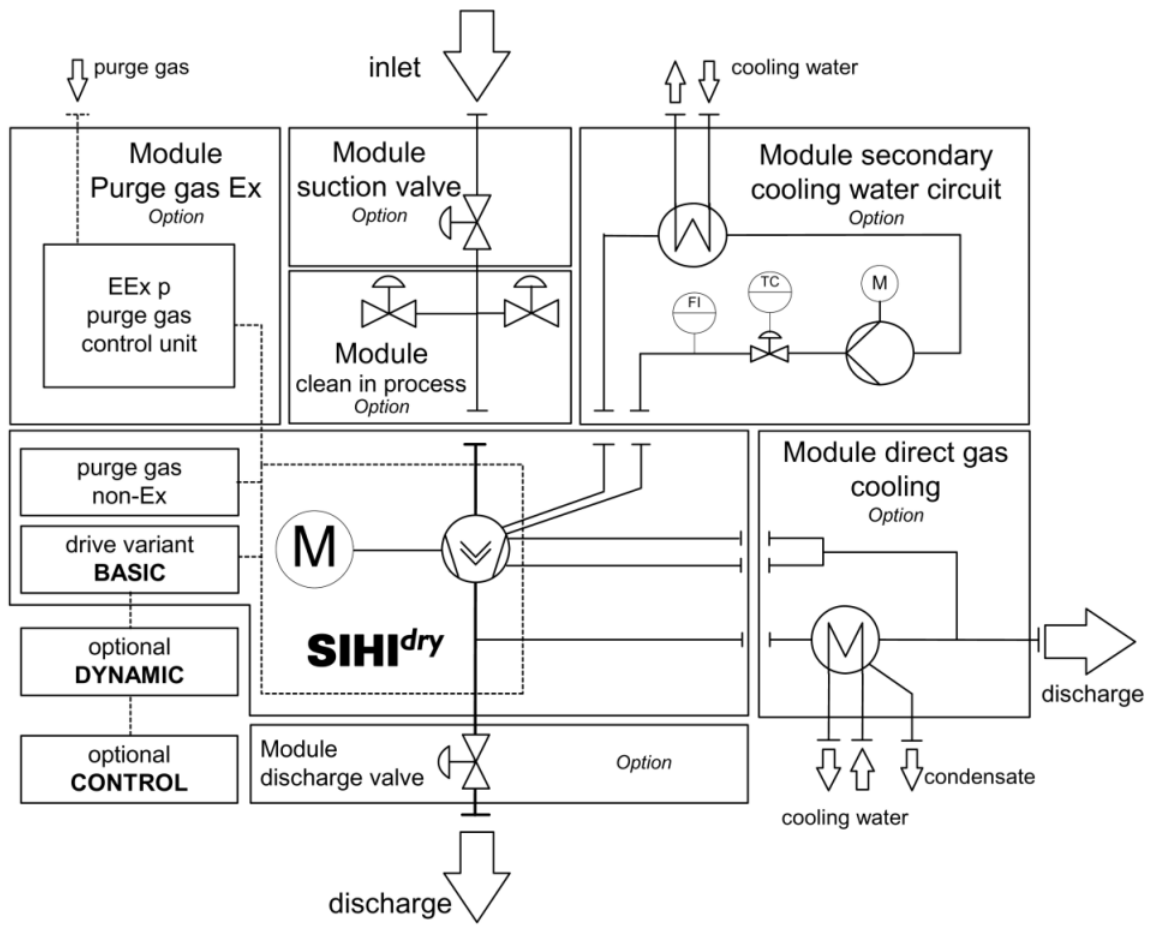 purge gas
inlet
cooling water
Module
Purge gas Ex
Option
EEx p
purge gas
control unit
Module
suction valve
Option
Module
clean in process
Option
Module secondary
cooling water circuit
Option
FI
TC
M
purge gas
non-Ex
drive variant
BASIC
optional
DYNAMIC
optional
CONTROL
M
SIHIdry
Module direct gas
cooling
Option
discharge
condensate
cooling water
Module
discharge valve
Option
discharge